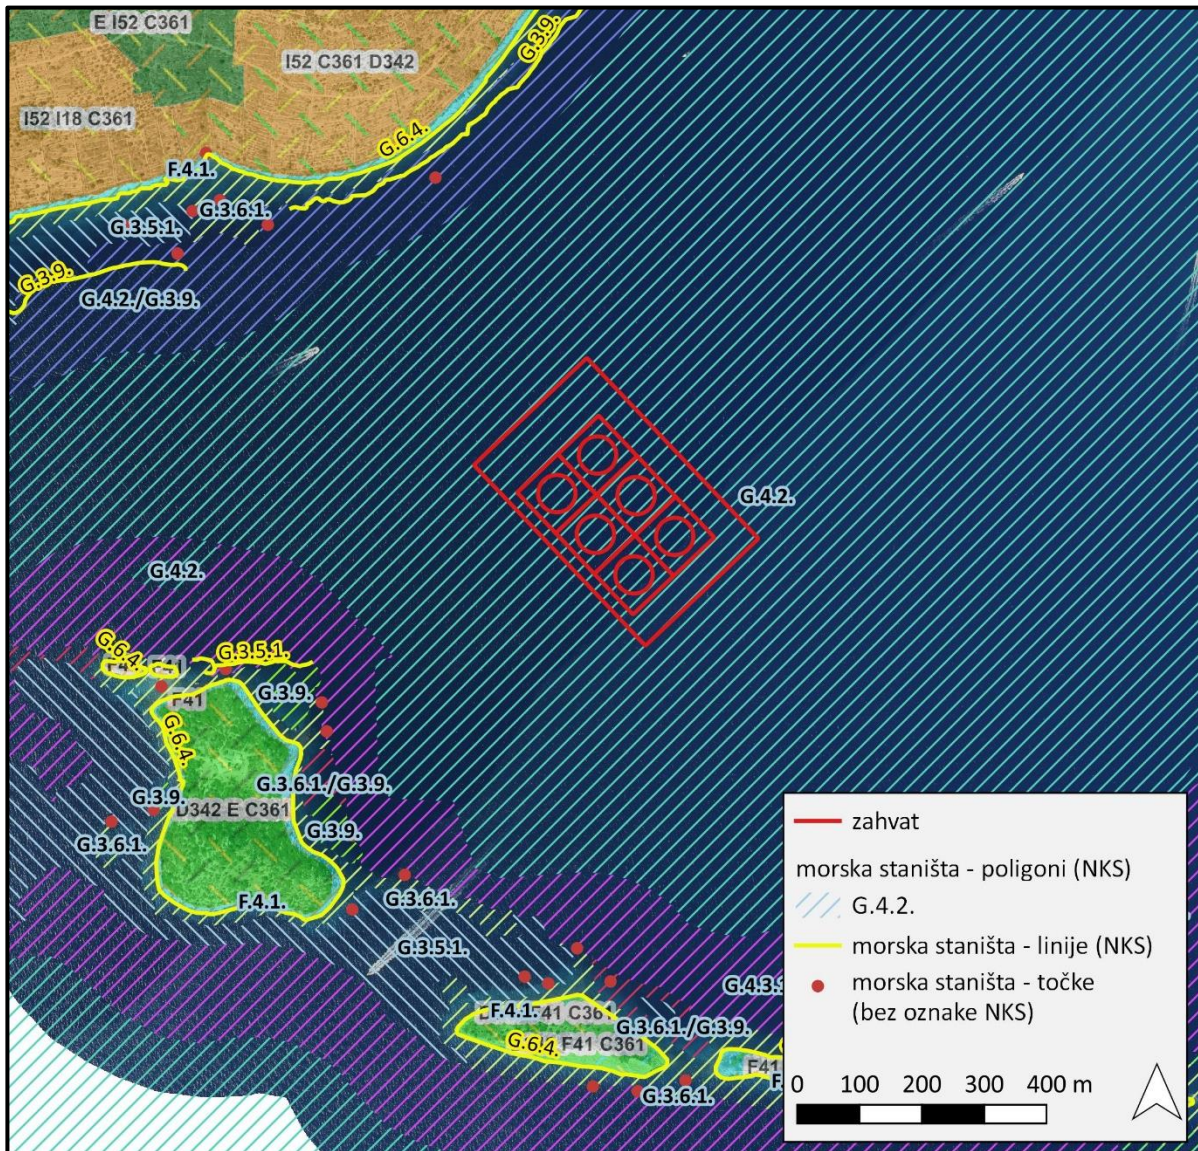 E I52 C361
G.3.9.
I52 C361 D342
I52 I18 C361
G.6.4.
F.4.1.
G.3.6.1.
G.3.5.1.
G.3.9.
G.4.2./G.3.9.
G.4.2.
G.4.2.
G.6.4.
G.3.5.1.
G.3.9.
F41
G.6.4.
G.3.6.1./G.3.9.
G.3.9.
D342 E C361
G.3.9.
G.3.6.1.
F.4.1.
G.3.6.1.
G.3.5.1.
F.4.1.
F41 C361
G.3.6.1./G.3.9.
G.6.4.
F41 C361
F41
G.3.6.1.
zahvat
morska staništa - poligoni (NKS)
G.4.2.
morska staništa - linije (NKS)
morska staništa - točke
(bez oznake NKS)
0 100 200 300 400 m